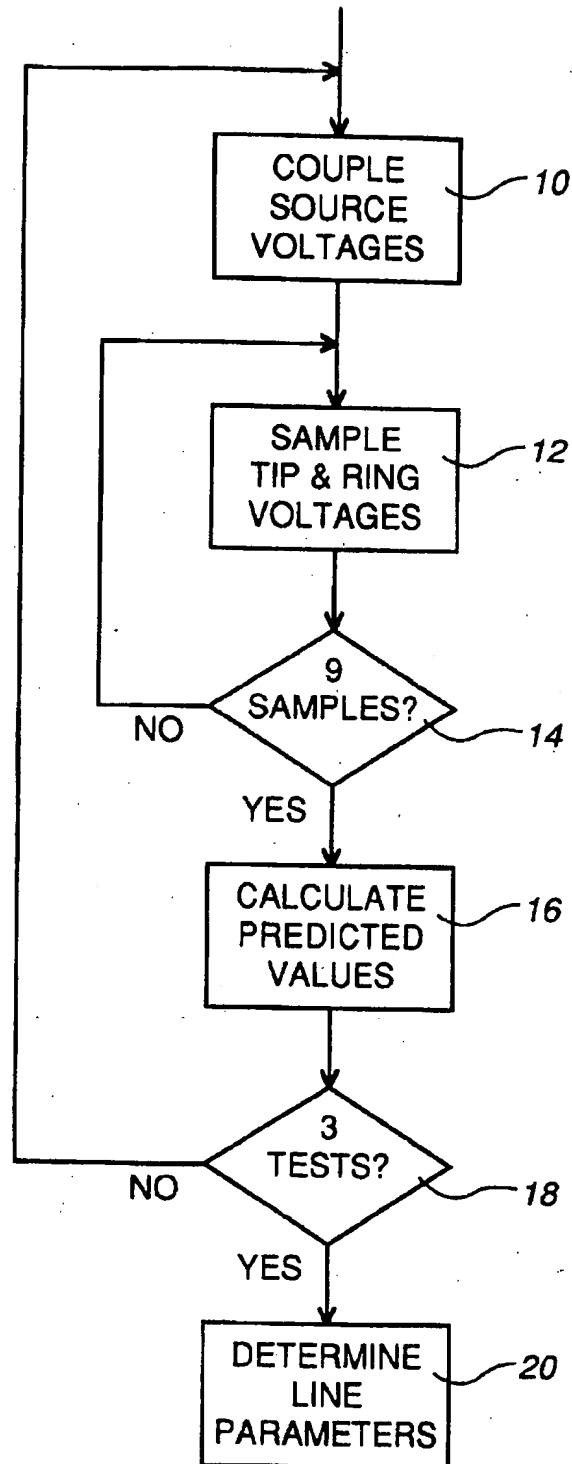 COUPLE
SOURCE
VOLTAGES
10
SAMPLE
TIP & RING
VOLTAGES
12
9
SAMPLES?
14
NO
YES
CALCULATE
PREDICTED
VALUES
16
3
TESTS?
18
NO
YES
DETERMINE
LINE
PARAMETERS
20